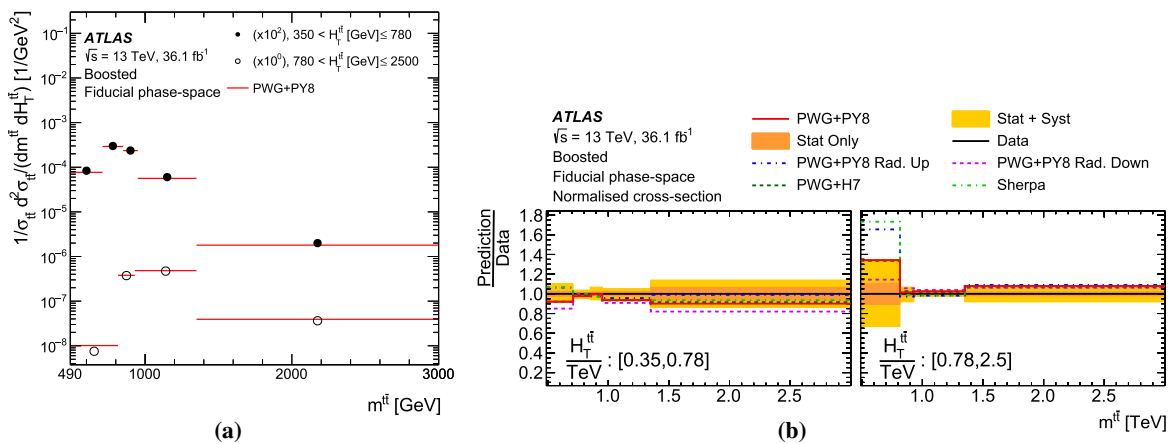 ATLAS
√s = 13 TeV, 36.1 fb⁻¹
Boosted
Fiducial phase-space
(x10²), 350 < H_T^{tt̄} [GeV] ≤ 780
(x10⁰), 780 < H_T^{tt̄} [GeV] ≤ 2500
PWG+PY8
1/σ_{tt̄} d²σ_{tt̄}/(dm^{tt̄} dH_T^{tt̄}) [1/GeV²]
10⁻¹
10⁻²
10⁻³
10⁻⁴
10⁻⁵
10⁻⁶
10⁻⁷
10⁻⁸
490 1000 2000 3000
m^{tt̄} [GeV]
(a)
ATLAS
√s = 13 TeV, 36.1 fb⁻¹
Boosted
Fiducial phase-space
Normalised cross-section
PWG+PY8
Stat Only
PWG+PY8 Rad. Up
PWG+H7
Stat + Syst
Data
PWG+PY8 Rad. Down
Sherpa
Prediction
Data
1.8
1.6
1.4
1.2
1.0
0.8
0.6
0.4
0.2
H_T^{tt̄}
TeV : [0.35,0.78]
H_T^{tt̄}
TeV : [0.78,2.5]
1.0 1.5 2.0 2.5 1.0 1.5 2.0 2.5
m^{tt̄} [TeV]
(b)